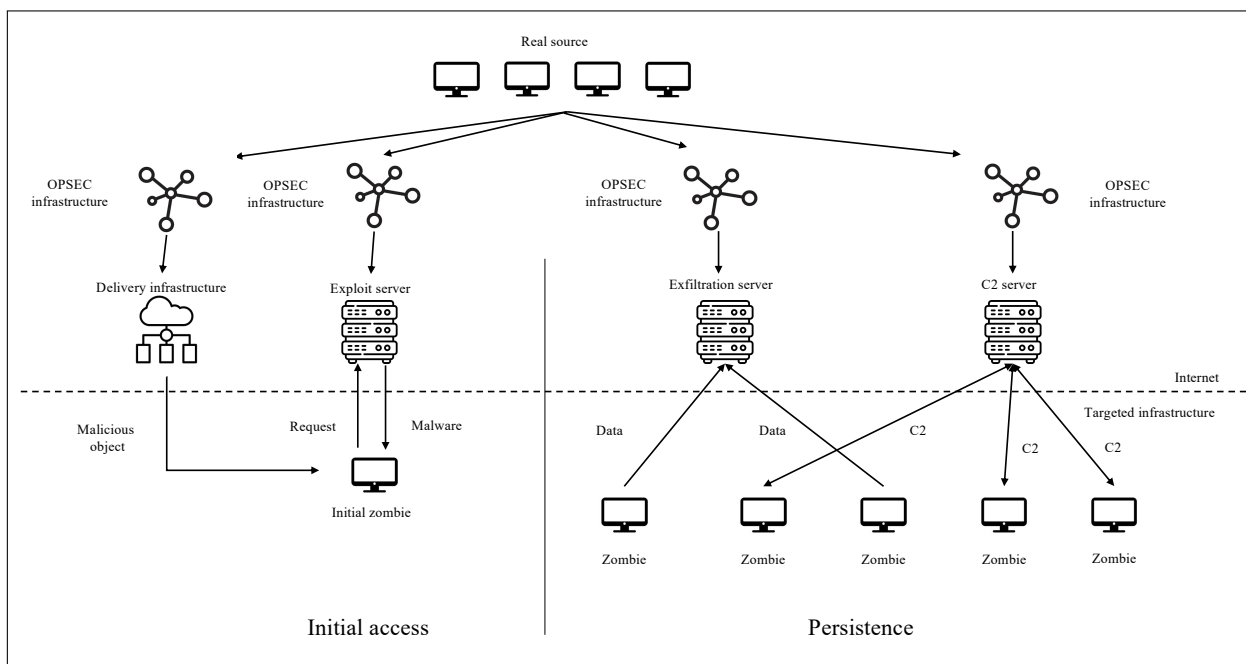 Real source
OPSEC
infrastructure
OPSEC
infrastructure
OPSEC
infrastructure
OPSEC
infrastructure
Delivery infrastructure
Exploit server
Exfiltration server
C2 server
Internet
Targeted infrastructure
Malicious
object
Request
Malware
Data
Data
C2
C2
C2
Initial zombie
Zombie
Zombie
Zombie
Zombie
Zombie
Initial access
Persistence